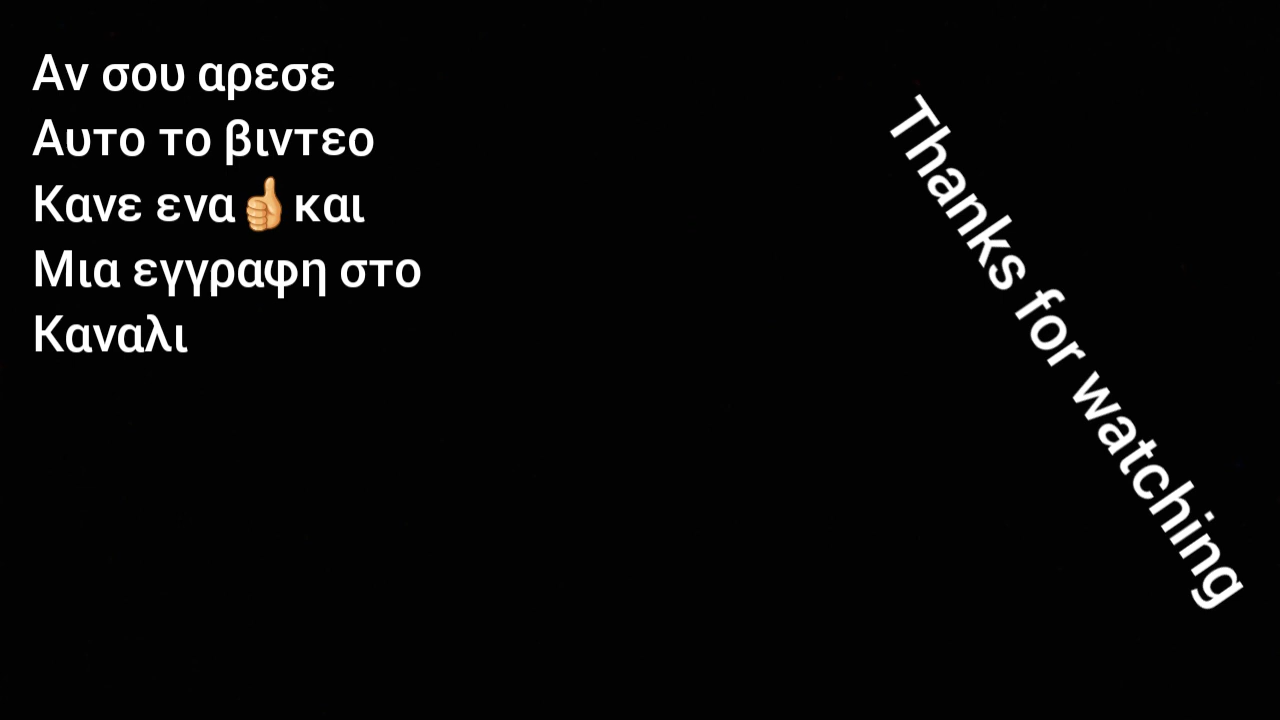 Αν σου αρεσε
Αυτο το βιντεο
Κανε ενα👍και
Μια εγγραφη στο
Καναλι
Thanks for watching